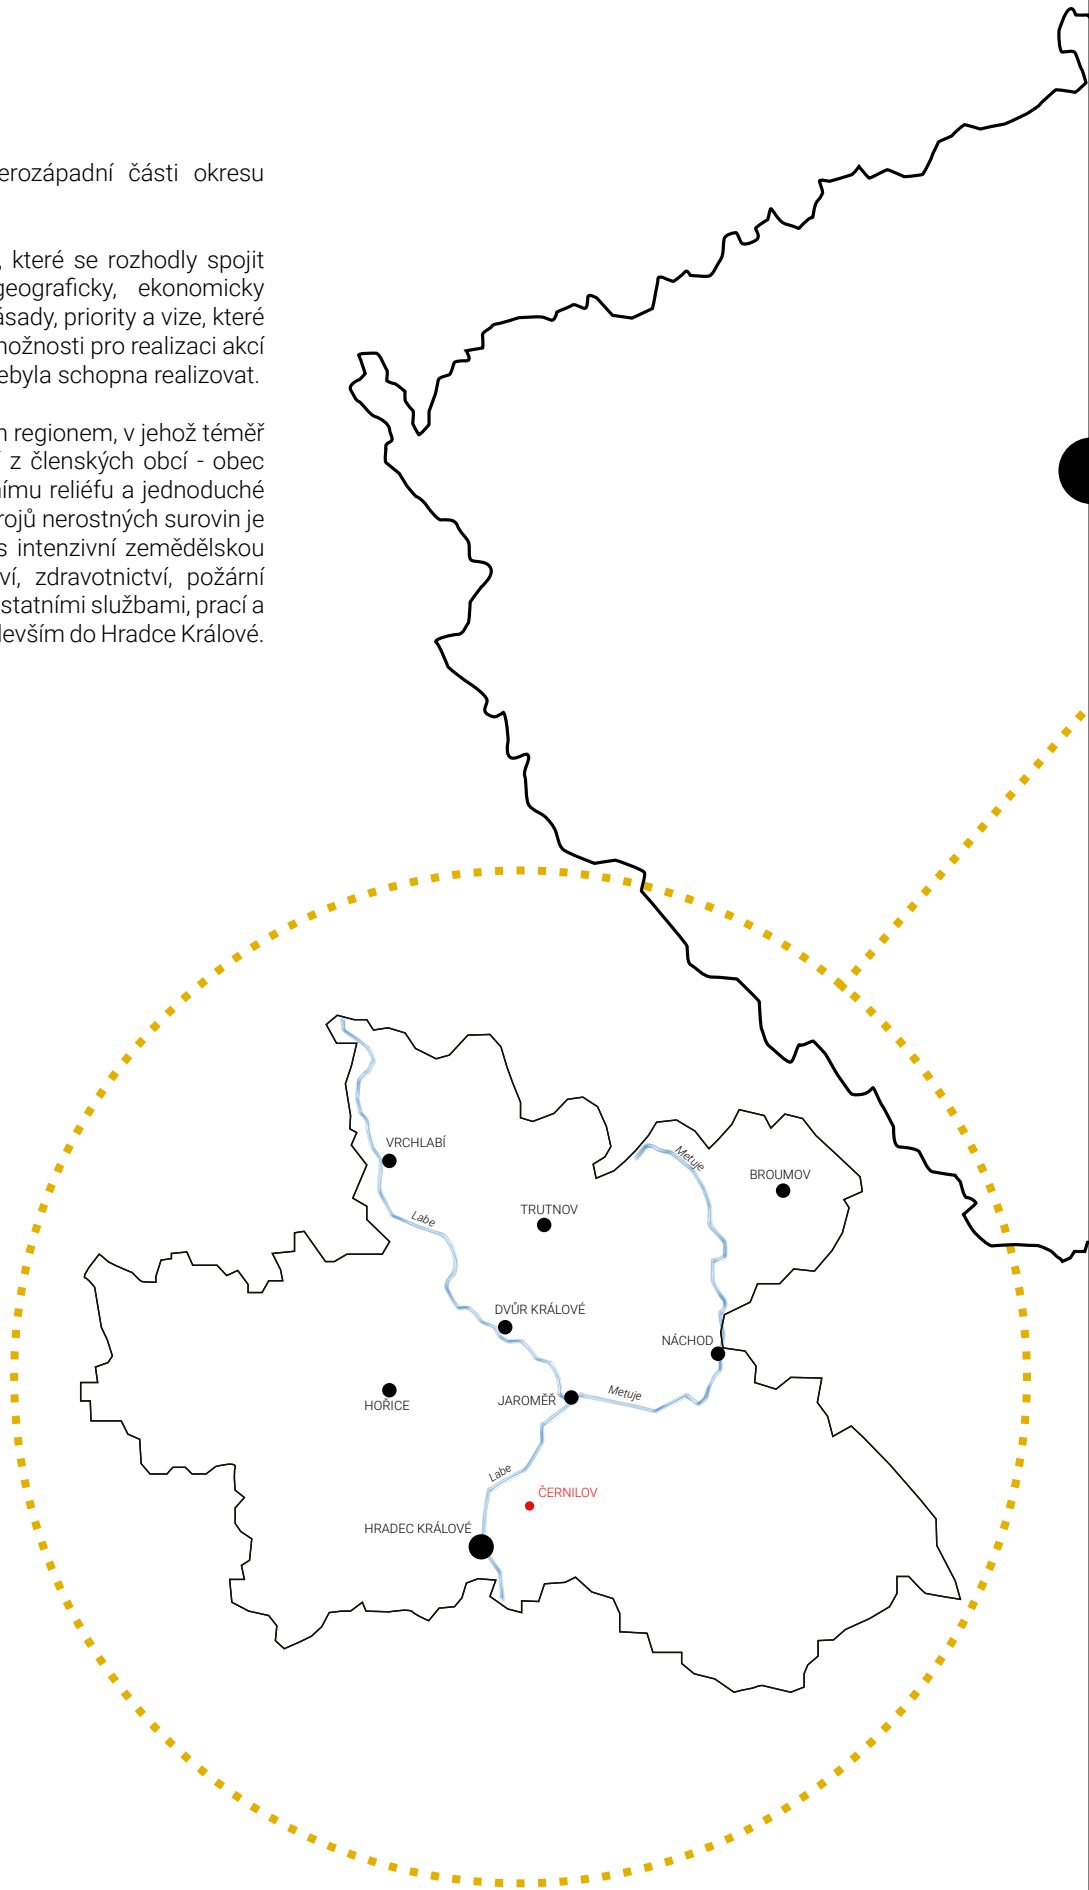 erozápadní části okresu
, které se rozhodly spojit
geograficky, ekonomicky
ásady, priority a vize, které
možnosti pro realizaci akcí
ebyla schopna realizovat.
m regionem, v jehož téměř
í z členských obcí - obec
nímu reliéfu a jednoduché
rojů nerostných surovin je
s intenzivní zemědělskou
ví, zdravotnictví, požární
statními službami, prací a
levším do Hradce Králové.
VRCHLABÍ
Metuje
BROUMOV
TRUTNOV
Labe
DVŮR KRÁLOVÉ
NÁCHOD
HOŘICE
JAROMĚŘ
Metuje
Labe
ČERNILOV
HRADEC KRÁLOVÉ